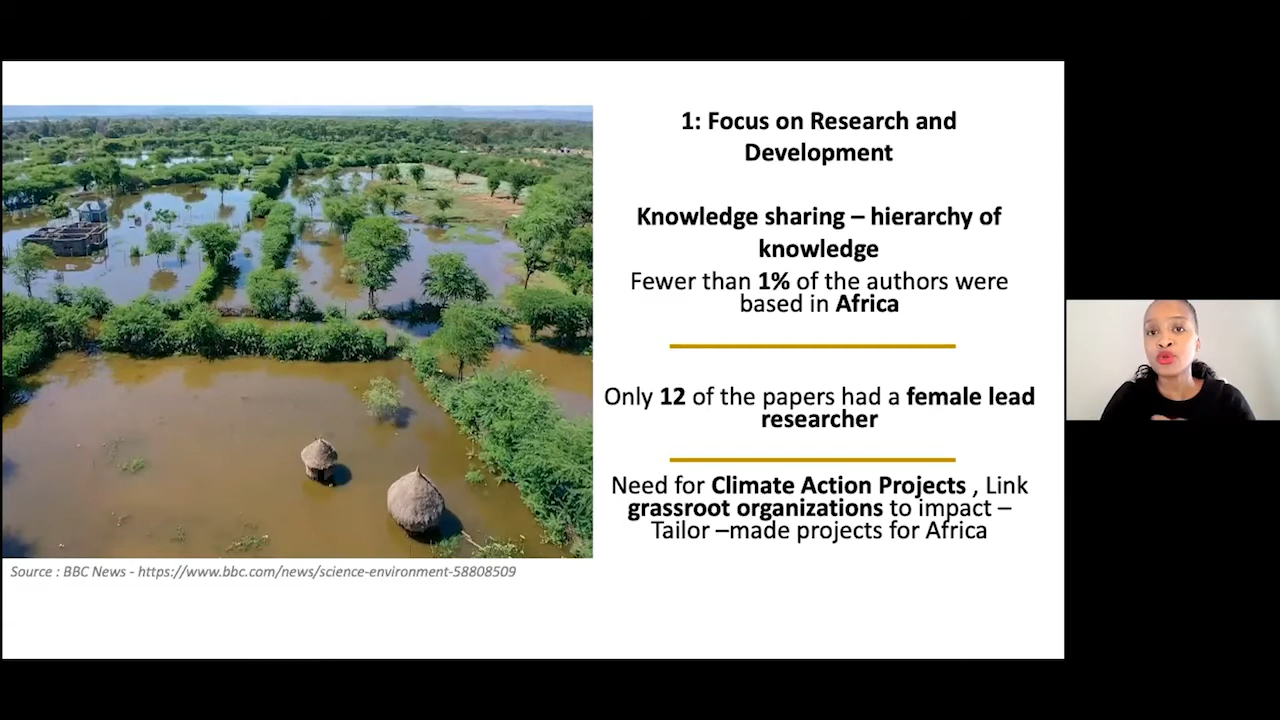 1: Focus on Research and
Development
Knowledge sharing – hierarchy of
knowledge
Fewer than 1% of the authors were
based in Africa
Only 12 of the papers had a female lead
researcher
Need for Climate Action Projects , Link
grassroot organizations to impact –
Tailor –made projects for Africa
Source : BBC News - https://www.bbc.com/news/science-environment-58808509